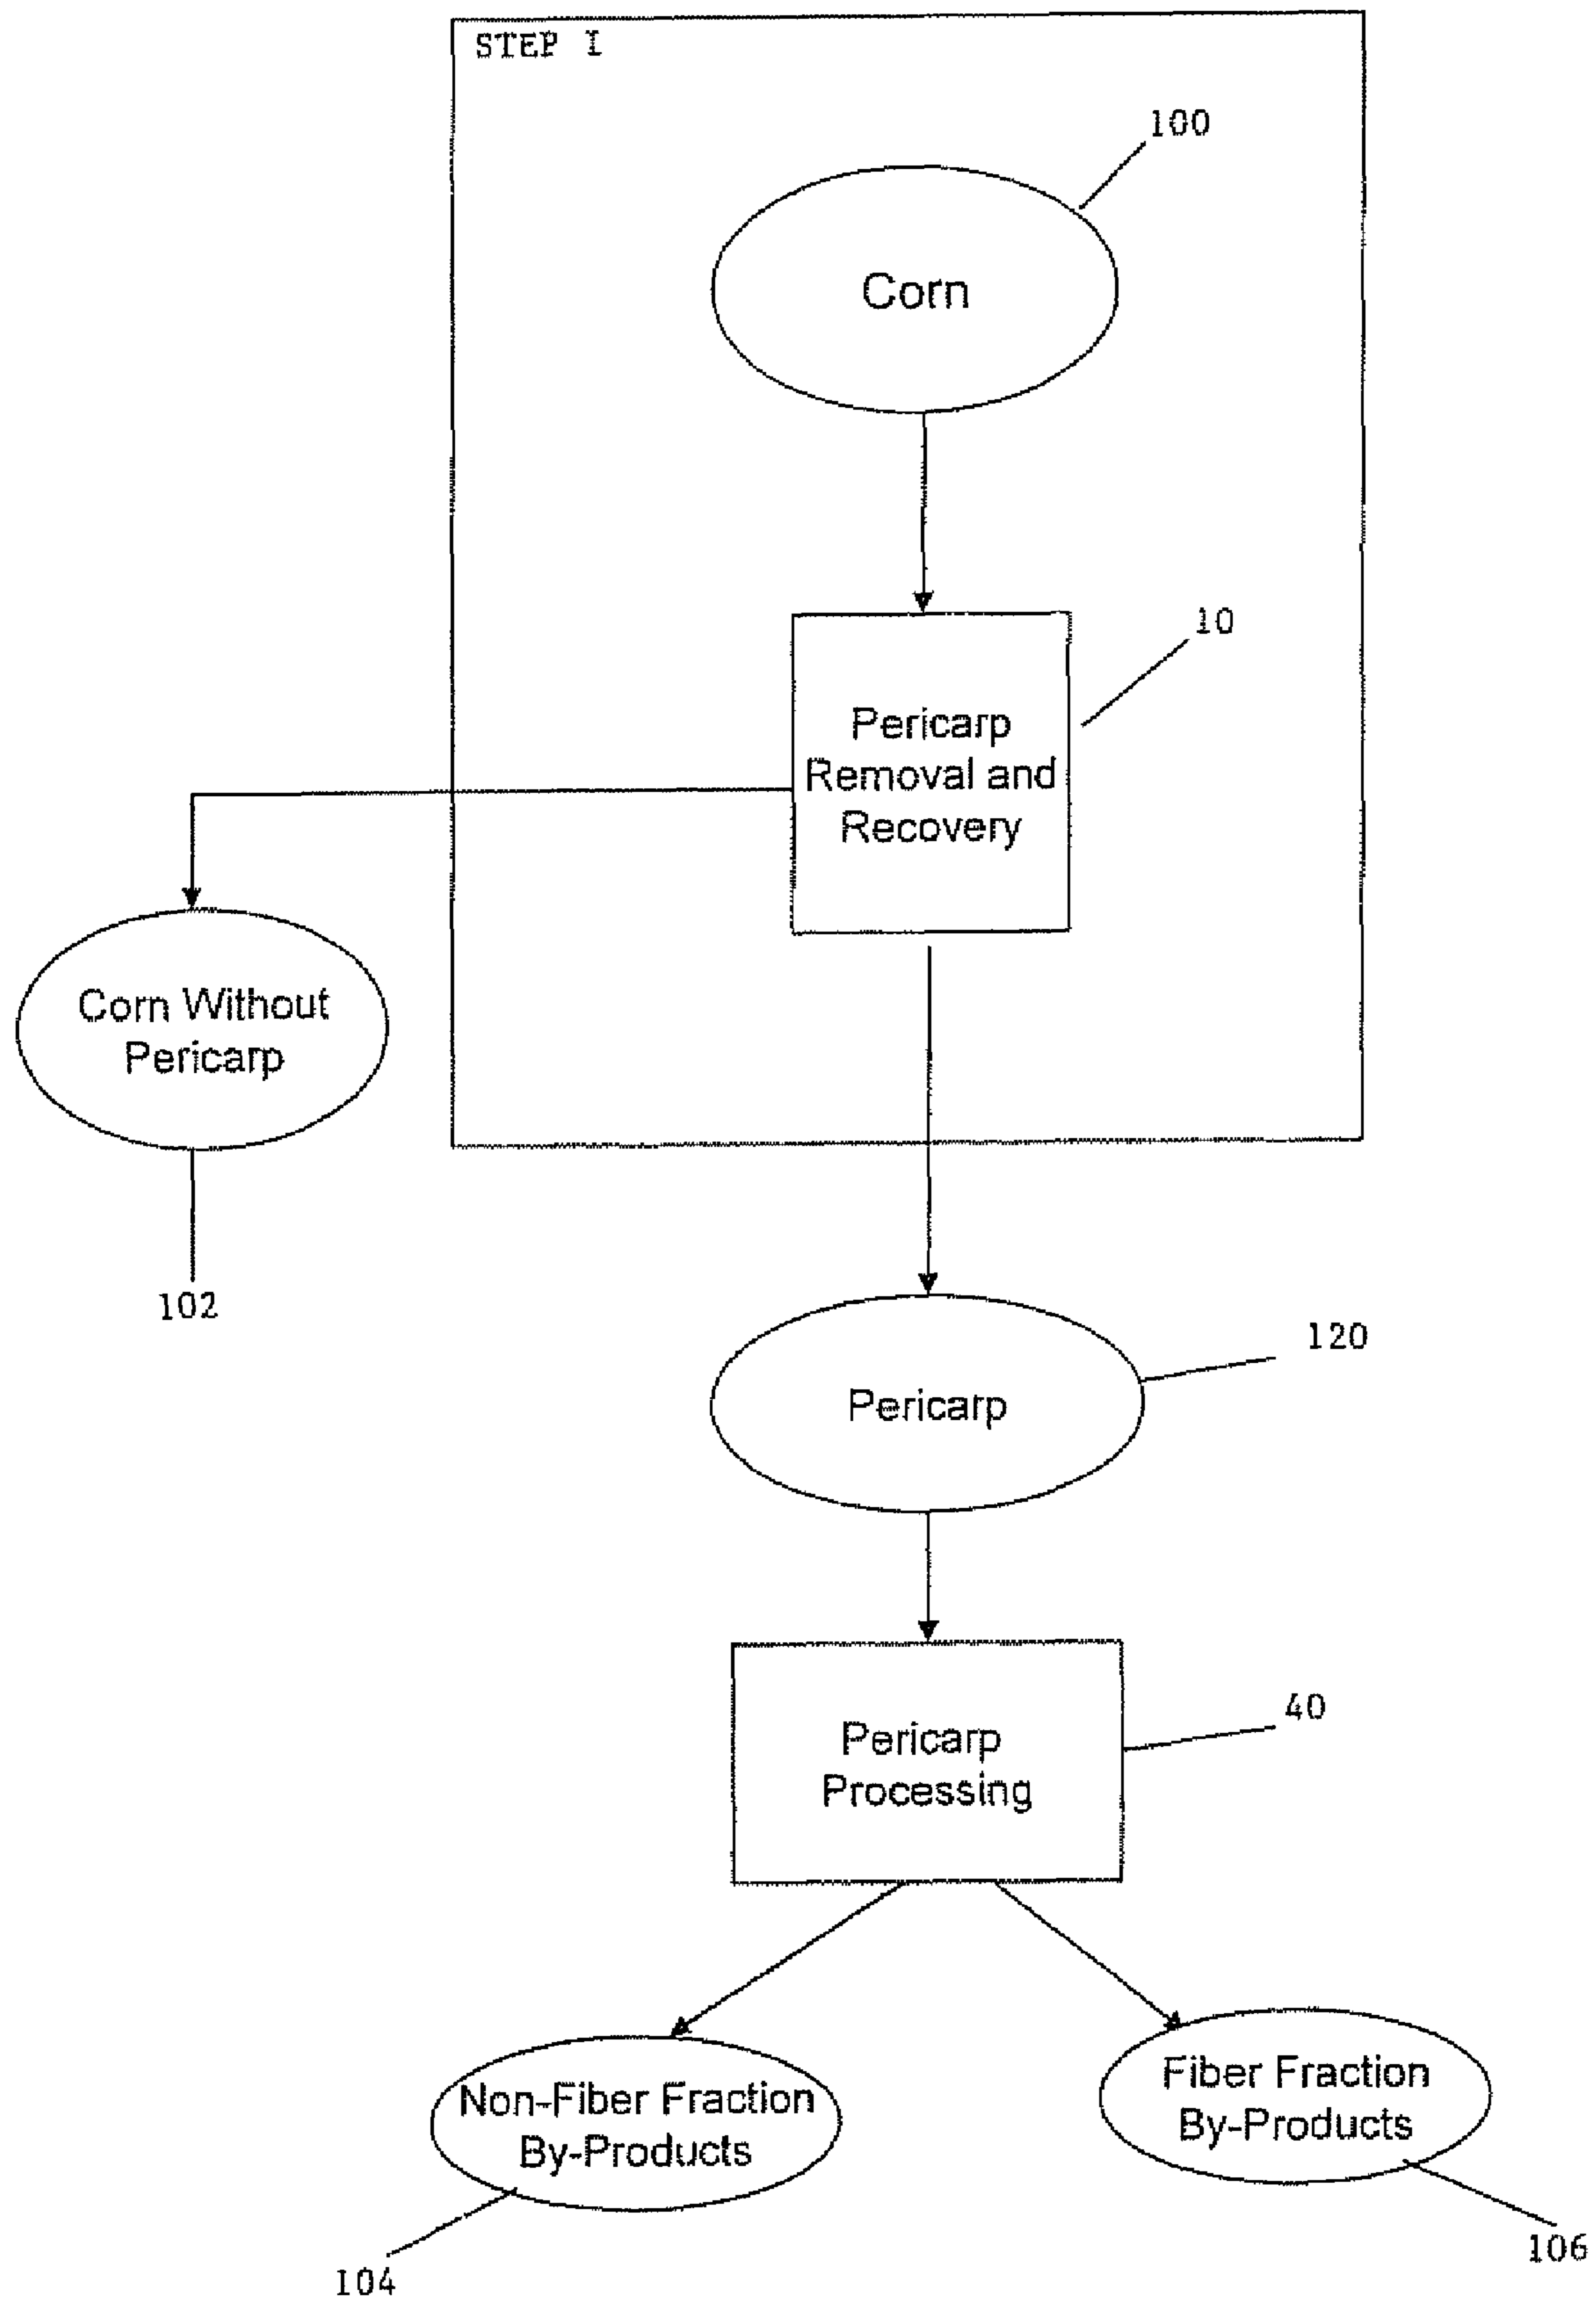 STEP I
100
Corn
10
Pericarp
Removal and
Recovery
Corn Without
Pericarp
102
120
Pericarp
40
Pericarp
Processing
Non-Fiber Fraction
By-Products
Fiber Fraction
By-Products
104
106